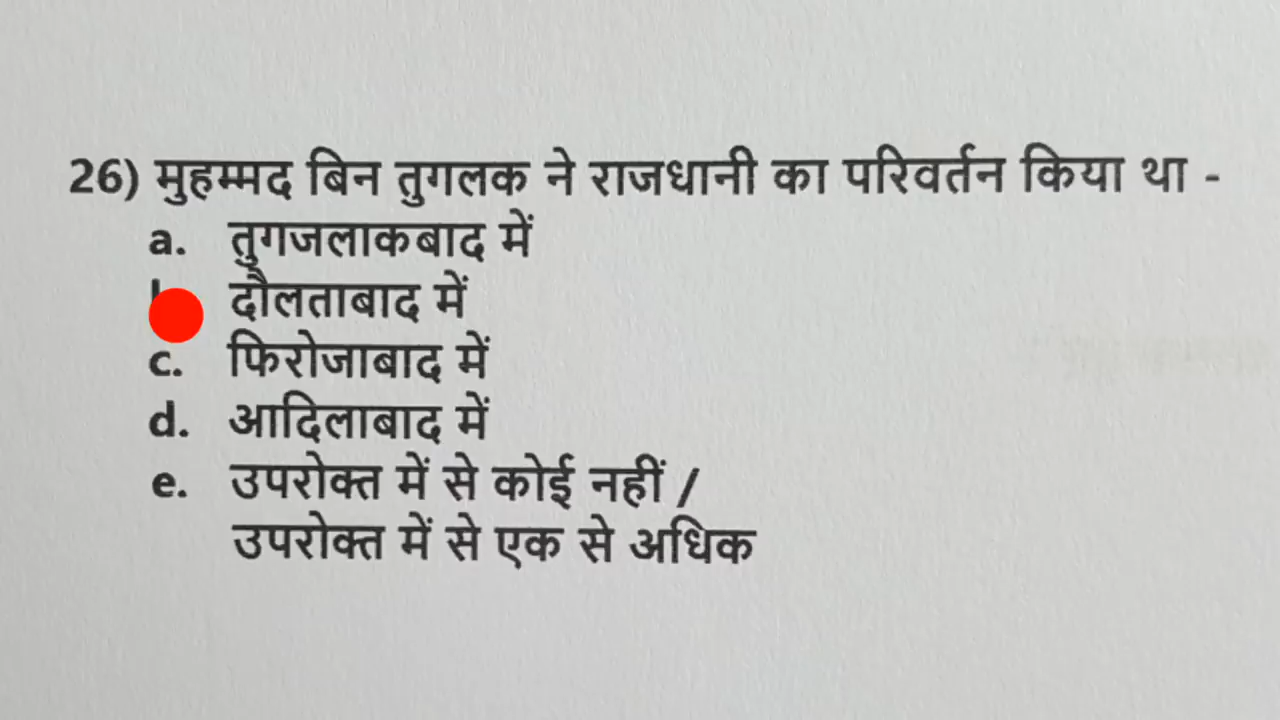 26) मुहम्मद बिन तुगलक ने राजधानी का परिवर्तन किया था -
a. तुगजलाकबाद में
दौलताबाद में
c. फिरोजाबाद में
d. आदिलाबाद में
e. उपरोक्त में से कोई नहीं /
उपरोक्त में से एक से अधिक